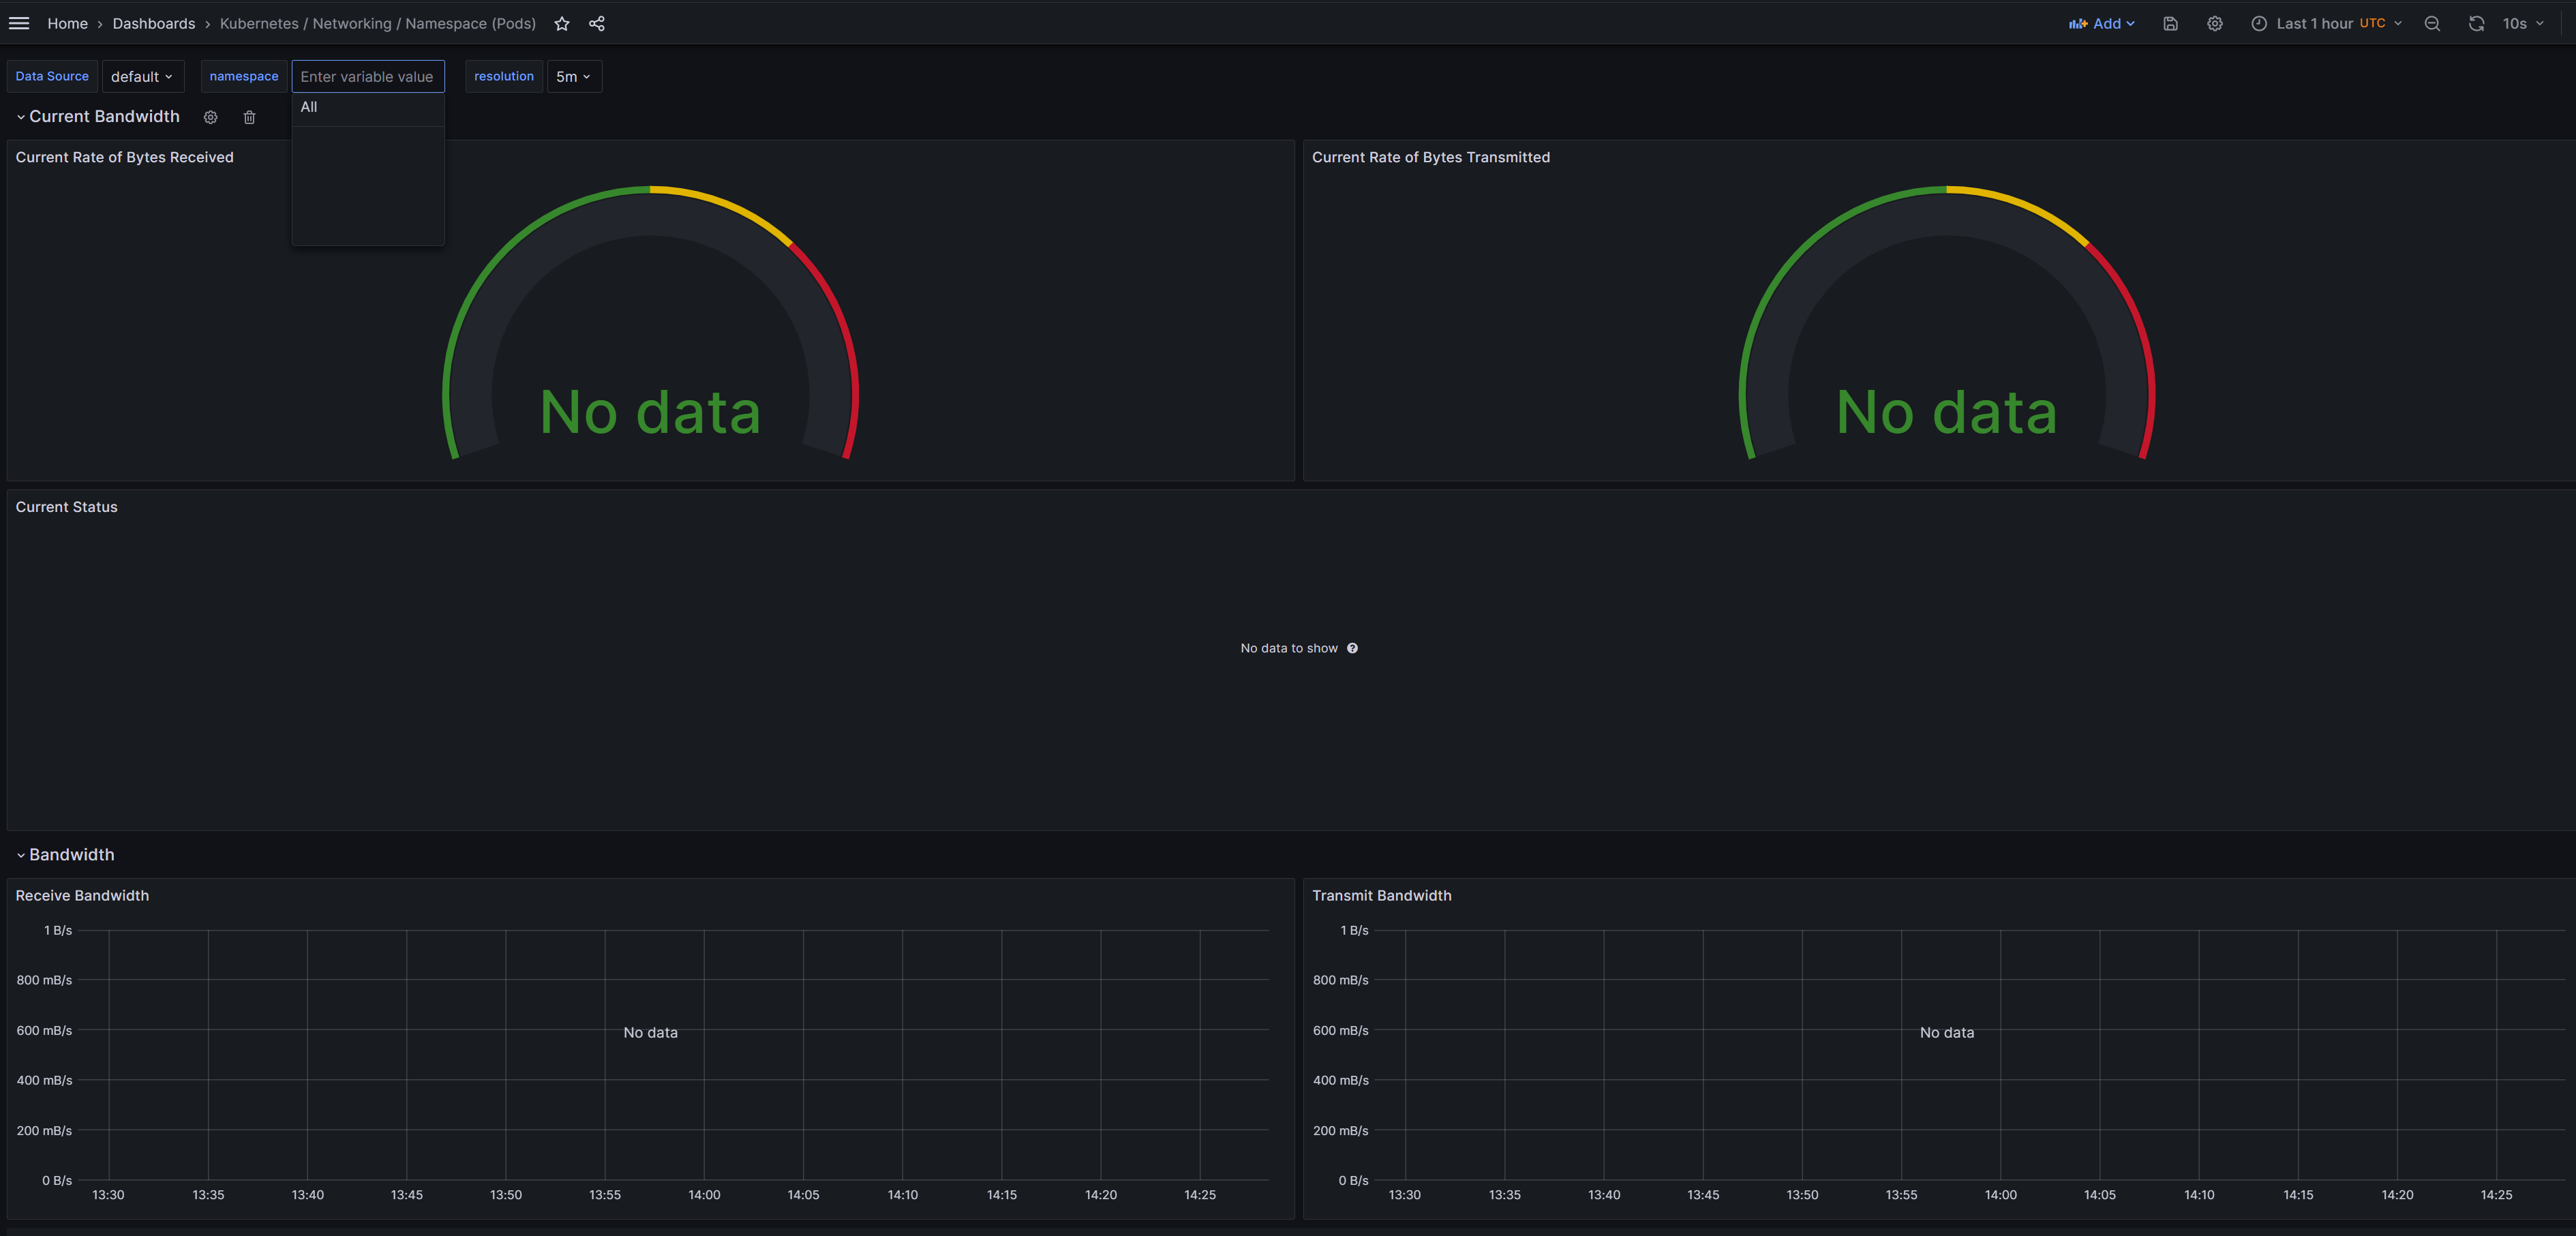 Home › Dashboards › Kubernetes / Networking / Namespace (Pods)
Add
Last 1 hour UTC
10s
Data Source default namespace Enter variable value resolution 5m
All
Current Bandwidth
Current Rate of Bytes Received
No data
Current Rate of Bytes Transmitted
No data
Current Status
No data to show
Bandwidth
Receive Bandwidth
1 B/s
800 mB/s
600 mB/s
400 mB/s
200 mB/s
0 B/s
No data
13:30 13:35 13:40 13:45 13:50 13:55 14:00 14:05 14:10 14:15 14:20 14:25
Transmit Bandwidth
1 B/s
800 mB/s
600 mB/s
400 mB/s
200 mB/s
0 B/s
No data
13:30 13:35 13:40 13:45 13:50 13:55 14:00 14:05 14:10 14:15 14:20 14:25